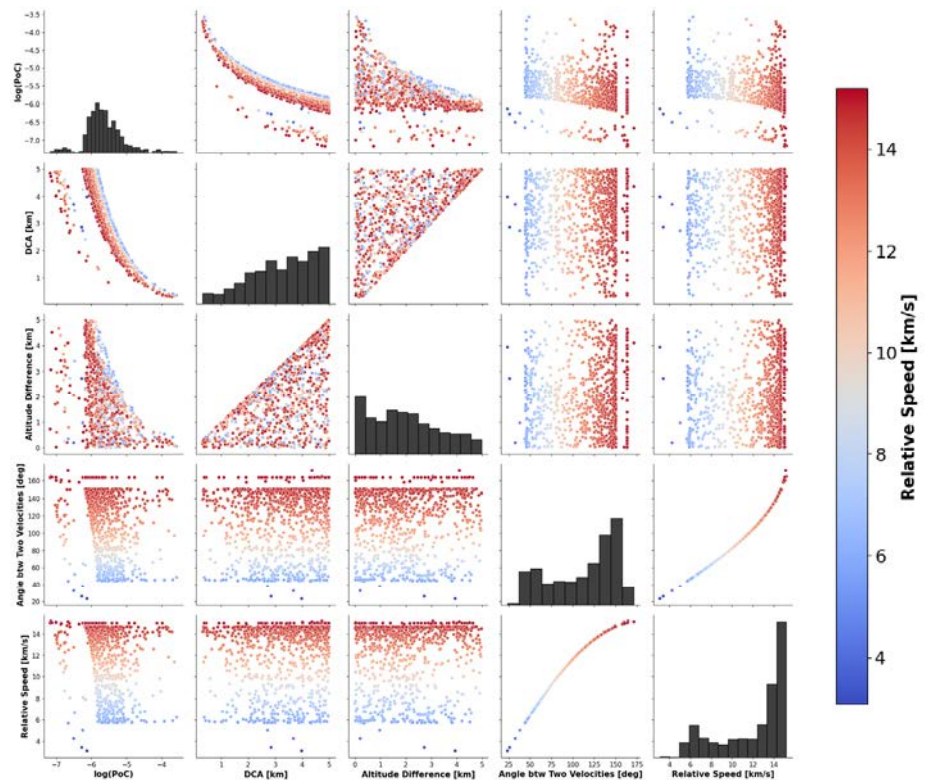 log(PoC)
−3.5
−4.0
−4.5
−5.0
−5.5
−6.0
−6.5
−7.0
DCA [km]
5
4
3
2
1
Altitude Difference [km]
5
4
3
2
1
0
Angle btw Two Velocities [deg]
160
140
120
100
80
60
40
20
Relative Speed [km/s]
14
12
10
8
6
4
−7 −6 −5 −4
log(PoC)
1 2 3 4 5
DCA [km]
0 1 2 3 4 5
Altitude Difference [km]
25 50 75 100 125 150 175
Angle btw Two Velocities [deg]
4 6 8 10 12 14
Relative Speed [km/s]
14
12
10
8
6
4
Relative Speed [km/s]